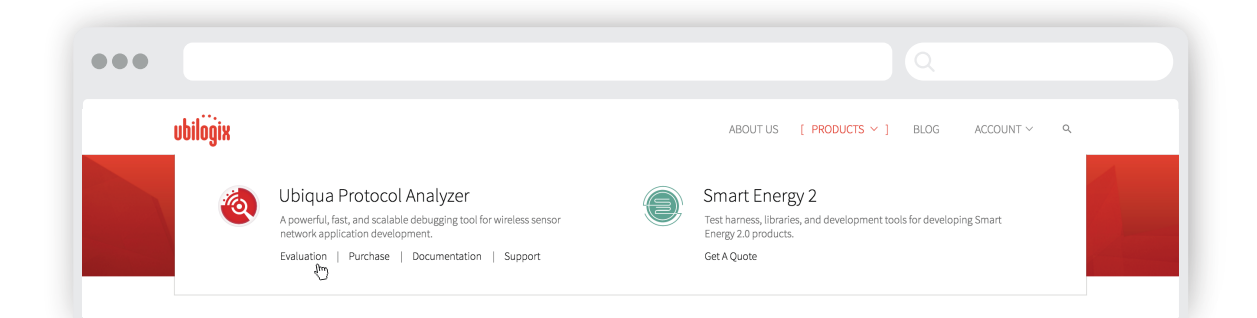 ubilogix
ABOUT US [ PRODUCTS ] BLOG ACCOUNT
Ubiqua Protocol Analyzer
A powerful, fast, and scalable debugging tool for wireless sensor
network application development.
Evaluation | Purchase | Documentation | Support
Smart Energy 2
Test harness, libraries, and development tools for developing Smart
Energy 2.0 products.
Get A Quote